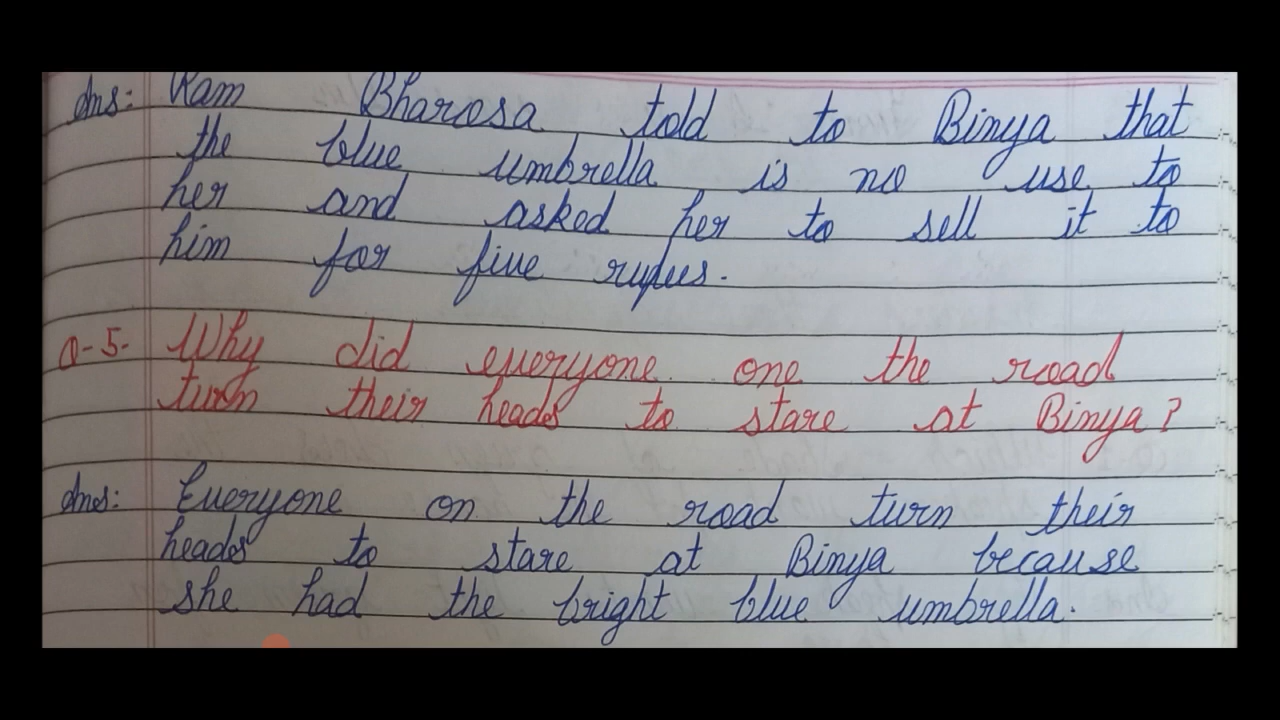 Ans: Ram Bharosa told to Binya that
the blue umbrella is no use to
her and asked her to sell it to
him for five rupees.
Q-5- Why did everyone one the road
turn their heads to stare at Binya?
Ans: Everyone on the road turn their
heads to stare at Binya because
she had the bright blue umbrella.